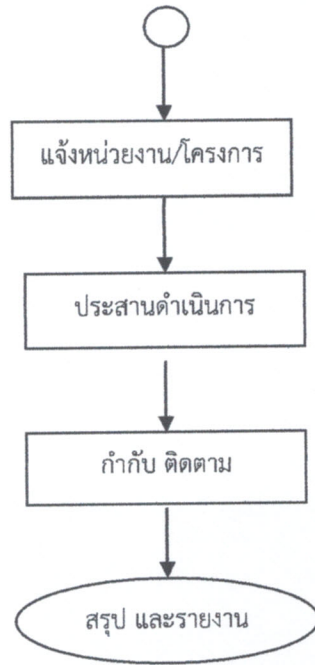 แจ้งหน่วยงาน/โครงการ
ประสานดำเนินการ
กำกับ ติดตาม
สรุป และรายงาน